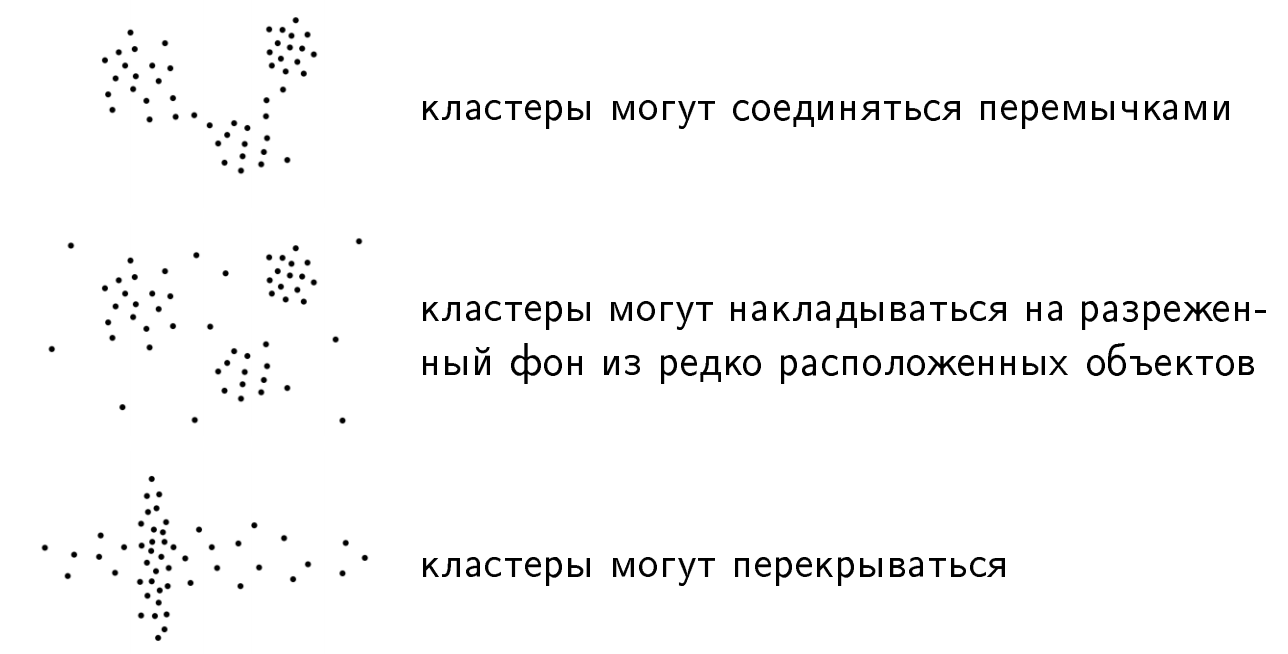 кластеры могут соединяться перемычками
кластеры могут накладываться на разрежен-
ный фон из редко расположенных объектов
кластеры могут перекрываться